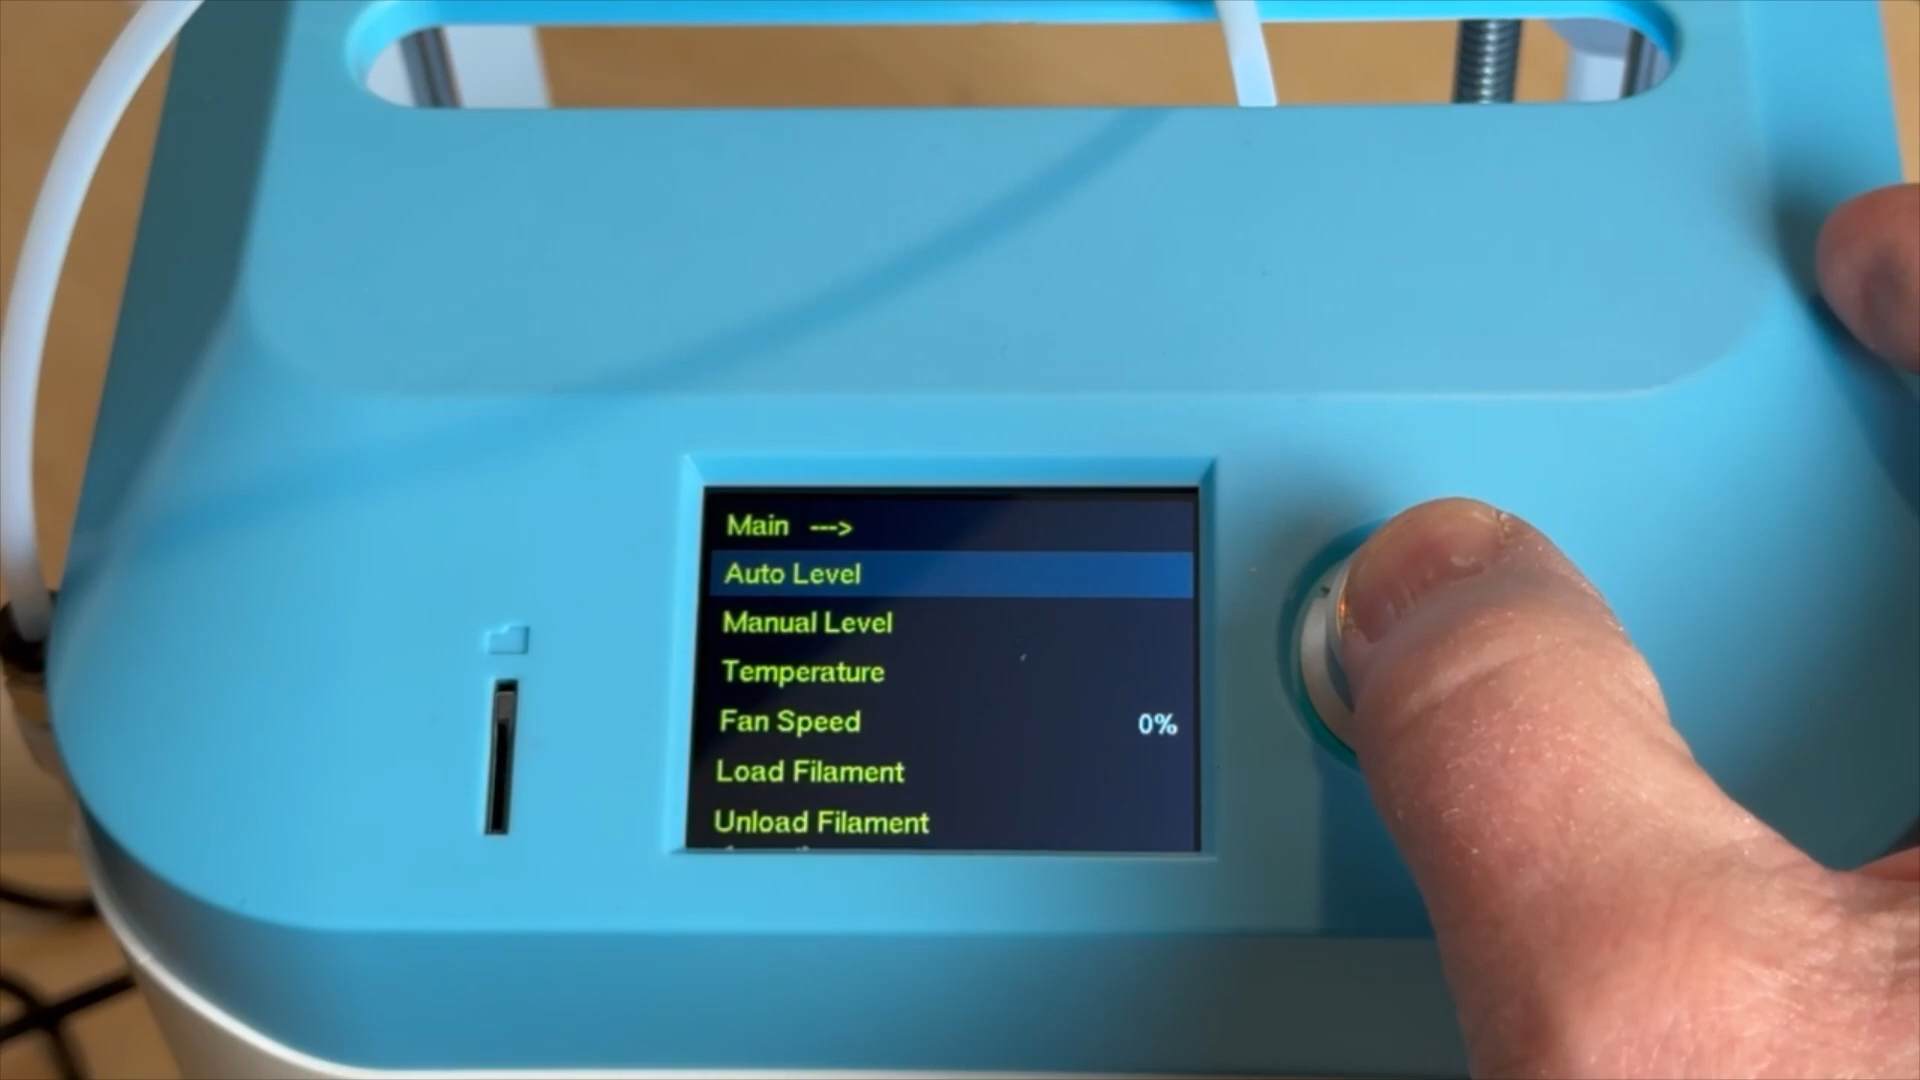 Main --->
Auto Level
Manual Level
Temperature
Fan Speed 0%
Load Filament
Unload Filament